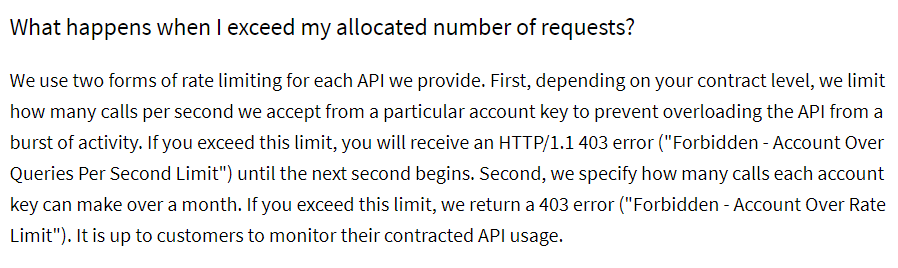 What happens when I exceed my allocated number of requests?
We use two forms of rate limiting for each API we provide. First, depending on your contract level, we limit
how many calls per second we accept from a particular account key to prevent overloading the API from a
burst of activity. If you exceed this limit, you will receive an HTTP/1.1 403 error ("Forbidden - Account Over
Queries Per Second Limit") until the next second begins. Second, we specify how many calls each account
key can make over a month. If you exceed this limit, we return a 403 error ("Forbidden - Account Over Rate
Limit"). It is up to customers to monitor their contracted API usage.